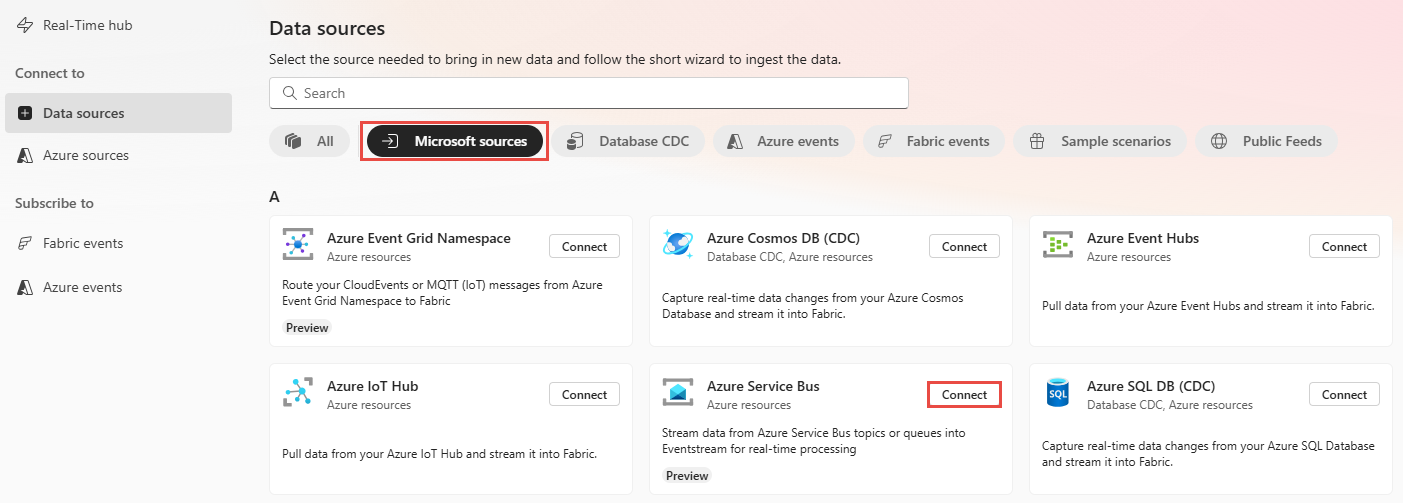 Real-Time hub
Connect to
Data sources
Azure sources
Subscribe to
Fabric events
Azure events
Data sources
Select the source needed to bring in new data and follow the short wizard to ingest the data.
Search
All
Microsoft sources
Database CDC
Azure events
Fabric events
Sample scenarios
Public Feeds
A
Azure Event Grid Namespace
Azure resources
Connect
Route your CloudEvents or MQTT (IoT) messages from Azure
Event Grid Namespace to Fabric
Preview
Azure Cosmos DB (CDC)
Database CDC, Azure resources
Connect
Capture real-time data changes from your Azure Cosmos
Database and stream it into Fabric.
Azure Event Hubs
Azure resources
Connect
Pull data from your Azure Event Hubs and stream it into Fabric.
Azure IoT Hub
Azure resources
Connect
Pull data from your Azure IoT Hub and stream it into Fabric.
Azure Service Bus
Azure resources
Connect
Stream data from Azure Service Bus topics or queues into
Eventstream for real-time processing
Preview
SQL
Azure SQL DB (CDC)
Database CDC, Azure resources
Connect
Capture real-time data changes from your Azure SQL Database
and stream it into Fabric.